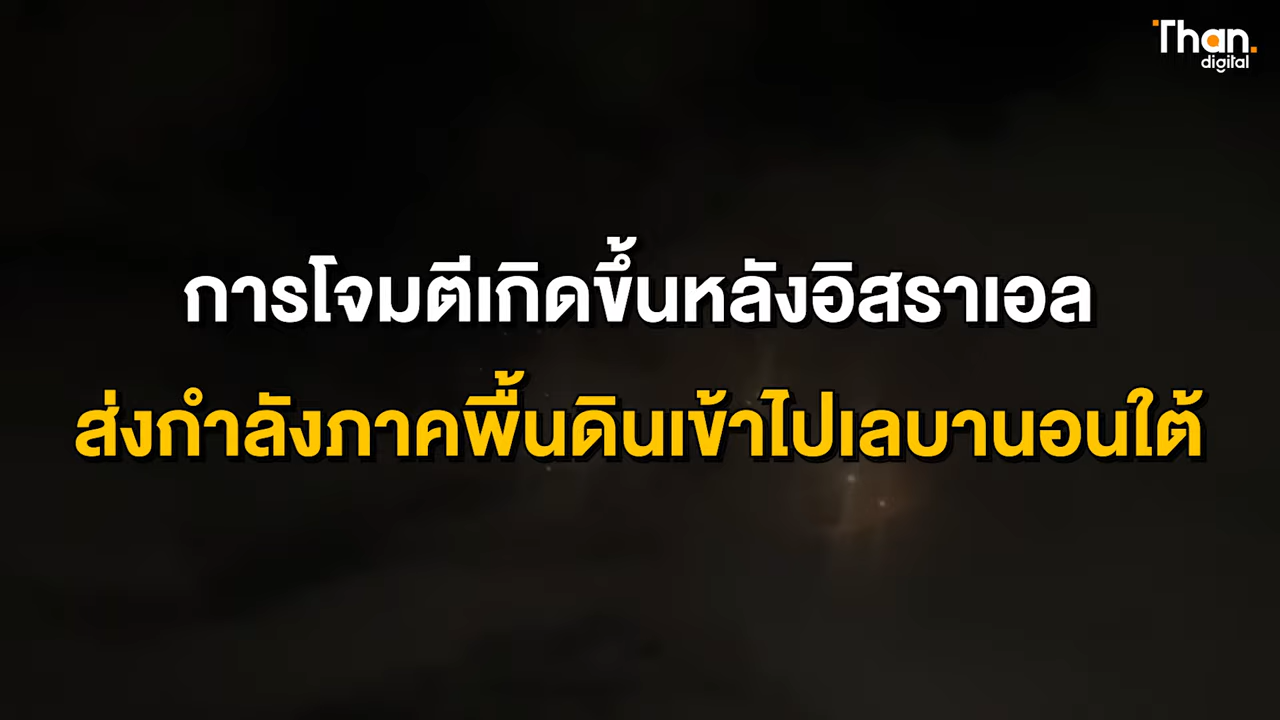 Than.
digital
การโจมตีเกิดขึ้นหลังอิสราเอล
ส่งกำลังภาคพื้นดินเข้าไปเลบานอนใต้